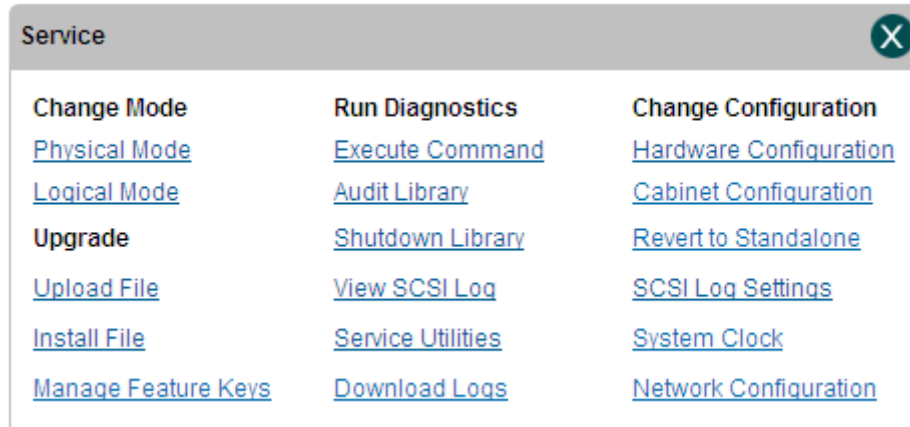 Service X
Change Mode Run Diagnostics Change Configuration
Physical Mode Execute Command Hardware Configuration
Logical Mode Audit Library Cabinet Configuration
Upgrade Shutdown Library Revert to Standalone
Upload File View SCSI Log SCSI Log Settings
Install File Service Utilities System Clock
Manage Feature Keys Download Logs Network Configuration